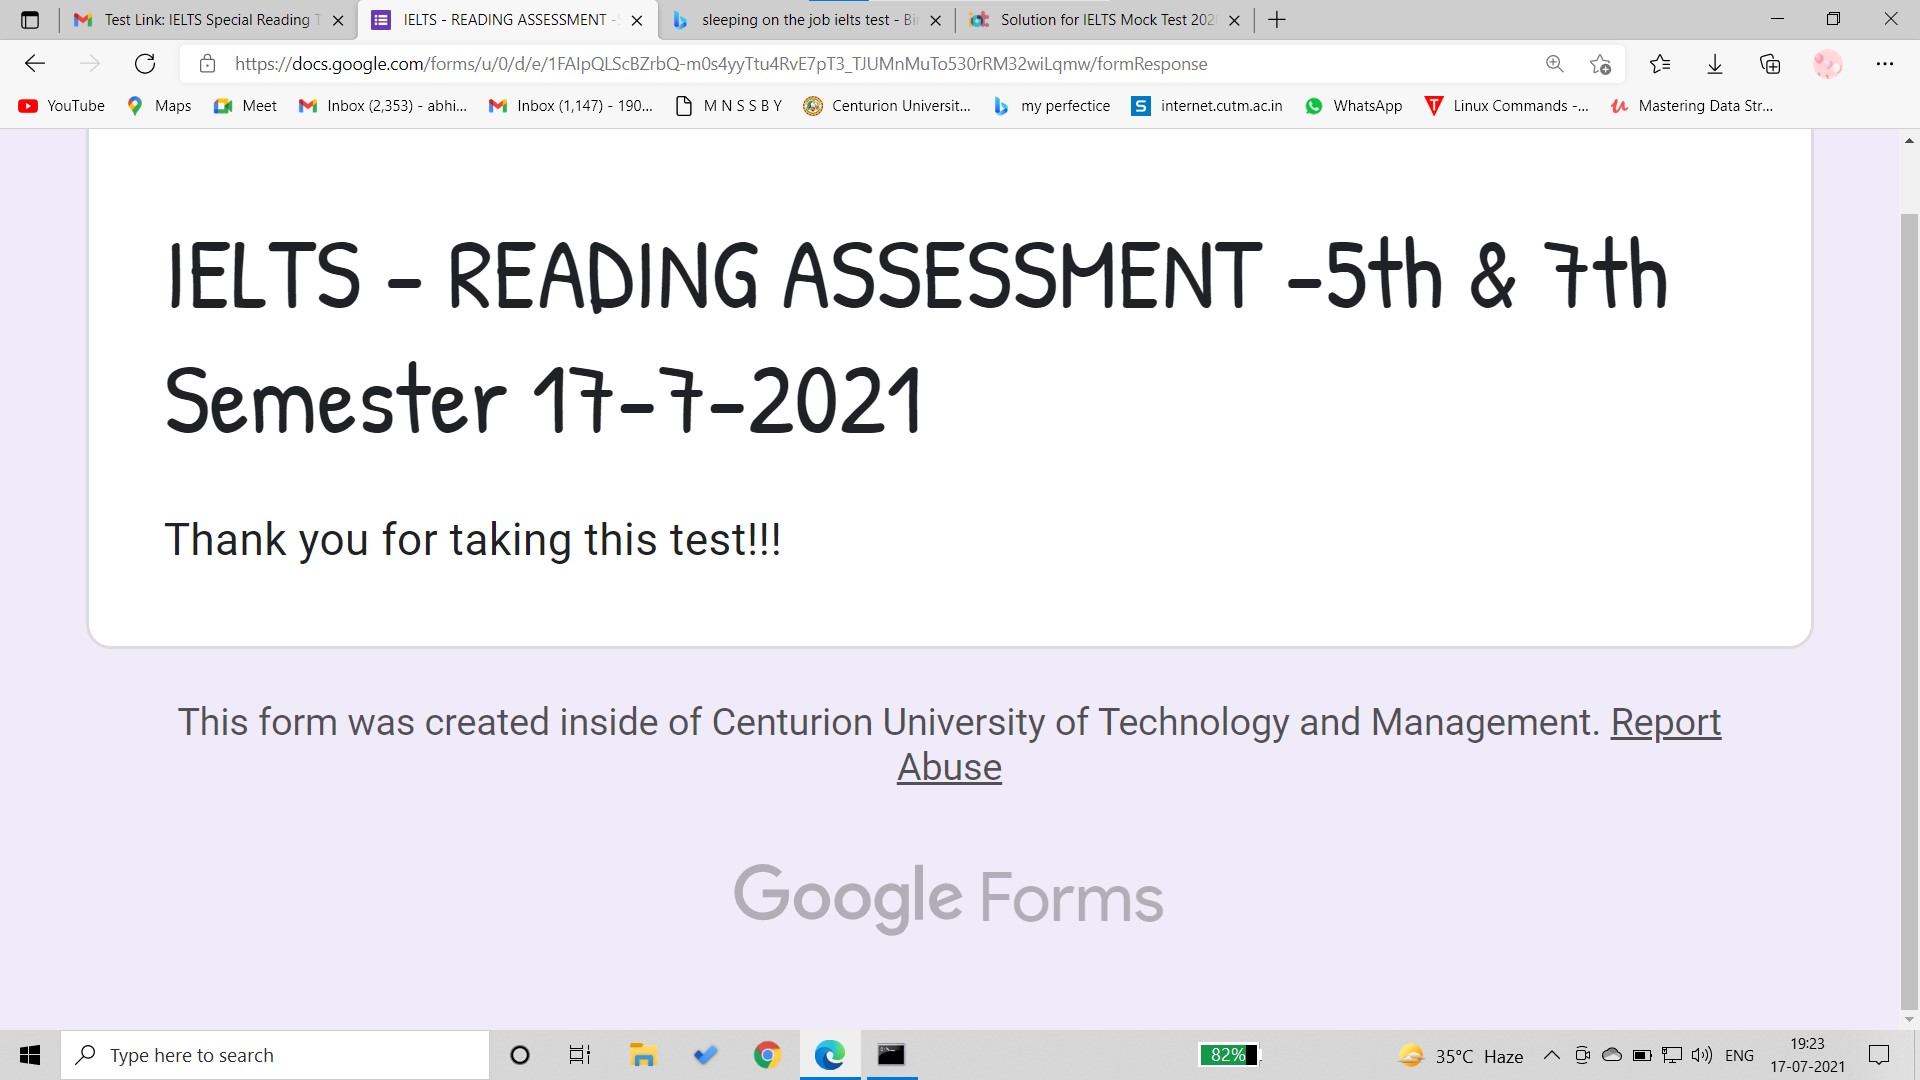 Test Link: IELTS Special Reading
IELTS - READING ASSESSMENT -
sleeping on the job ielts test - Bi
Solution for IELTS Mock Test 202
https://docs.google.com/forms/u/0/d/e/1FAIpQLScBZrbQ-m0s4yyTtu4RvE7pT3_TJUMnMuTo530rRM32wiLqmw/formResponse
YouTube
Maps
Meet
Inbox (2,353) - abhi...
Inbox (1,147) - 190...
M N S S B Y
Centurion Universit...
my perfectice
internet.cutm.ac.in
WhatsApp
Linux Commands -...
Mastering Data Str...
IELTS - READING ASSESSMENT -5th & 7th
Semester 17-7-2021
Thank you for taking this test!!!
This form was created inside of Centurion University of Technology and Management. Report
Abuse
Google Forms
Type here to search
82%
35°C Haze
ENG
19:23
17-07-2021